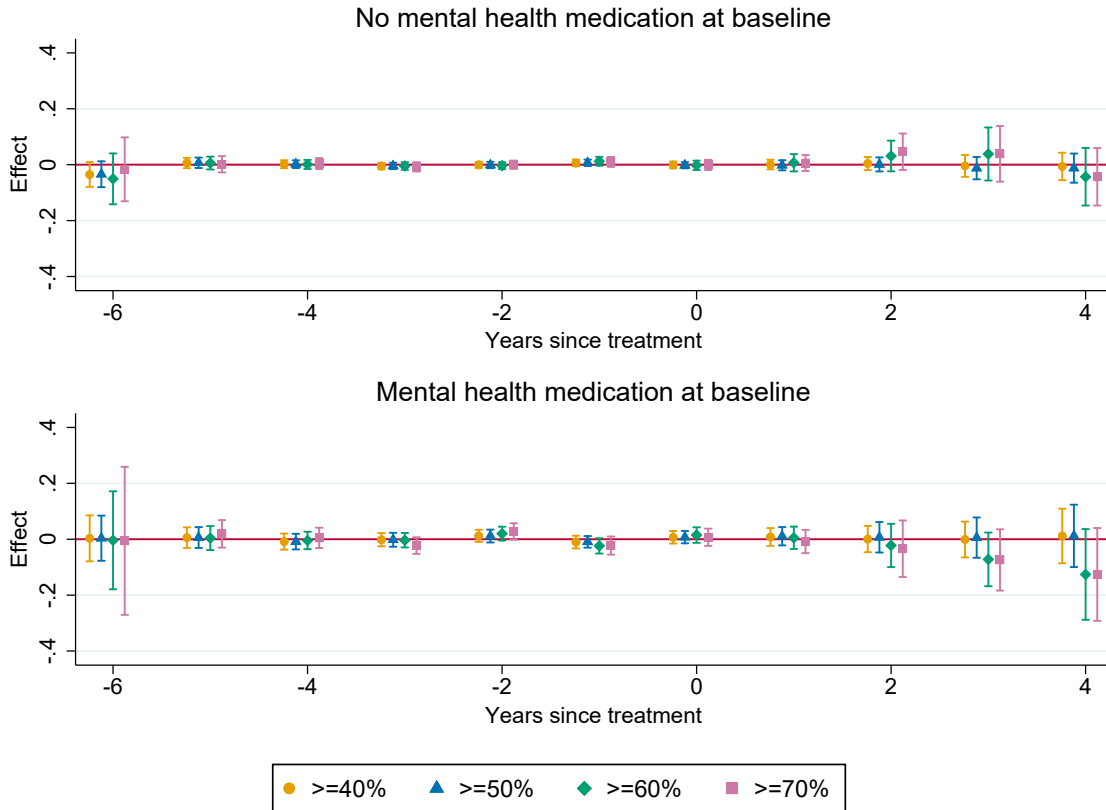 No mental health medication at baseline
.4
.2
0
-.2
-.4
Effect
-6 -4 -2 0 2 4
Years since treatment
Mental health medication at baseline
.4
.2
0
-.2
-.4
Effect
-6 -4 -2 0 2 4
Years since treatment
>=40% >=50% >=60% >=70%